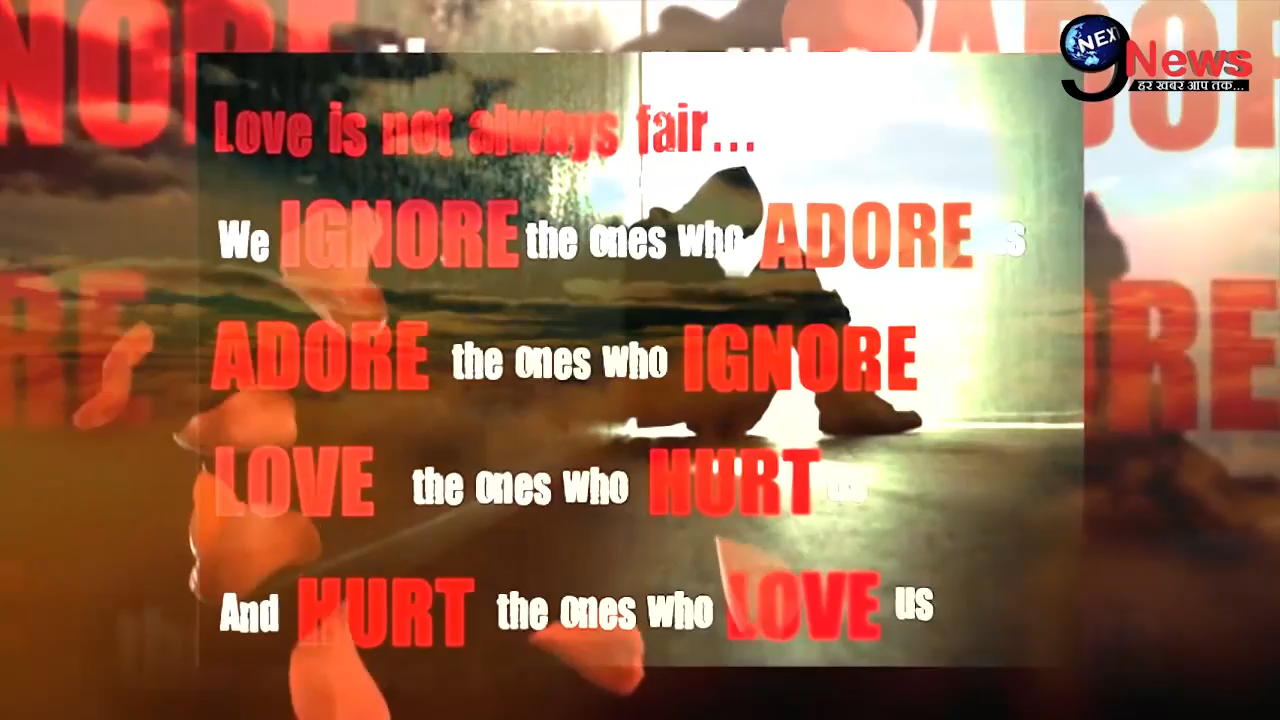 NEXT
9 News
हर खबर आप तक...
Love is not always fair...
We IGNORE the ones who ADORE us
ADORE the ones who IGNORE
LOVE the ones who HURT us
And HURT the ones who LOVE us